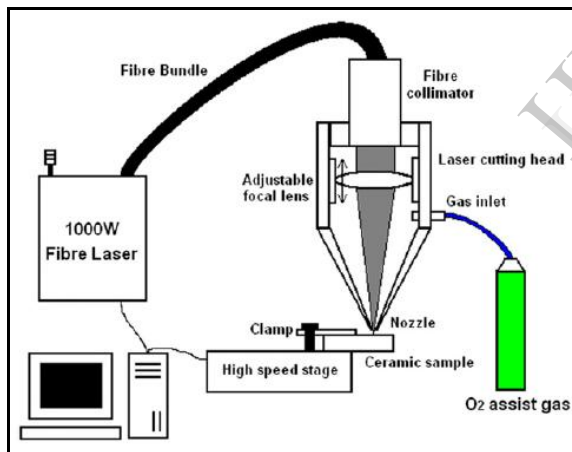 Fibre Bundle
Fibre
collimator
Laser cutting head
Adjustable
focal lens
Gas inlet
1000W
Fibre Laser
Nozzle
Clamp
Ceramic sample
High speed stage
O2 assist gas